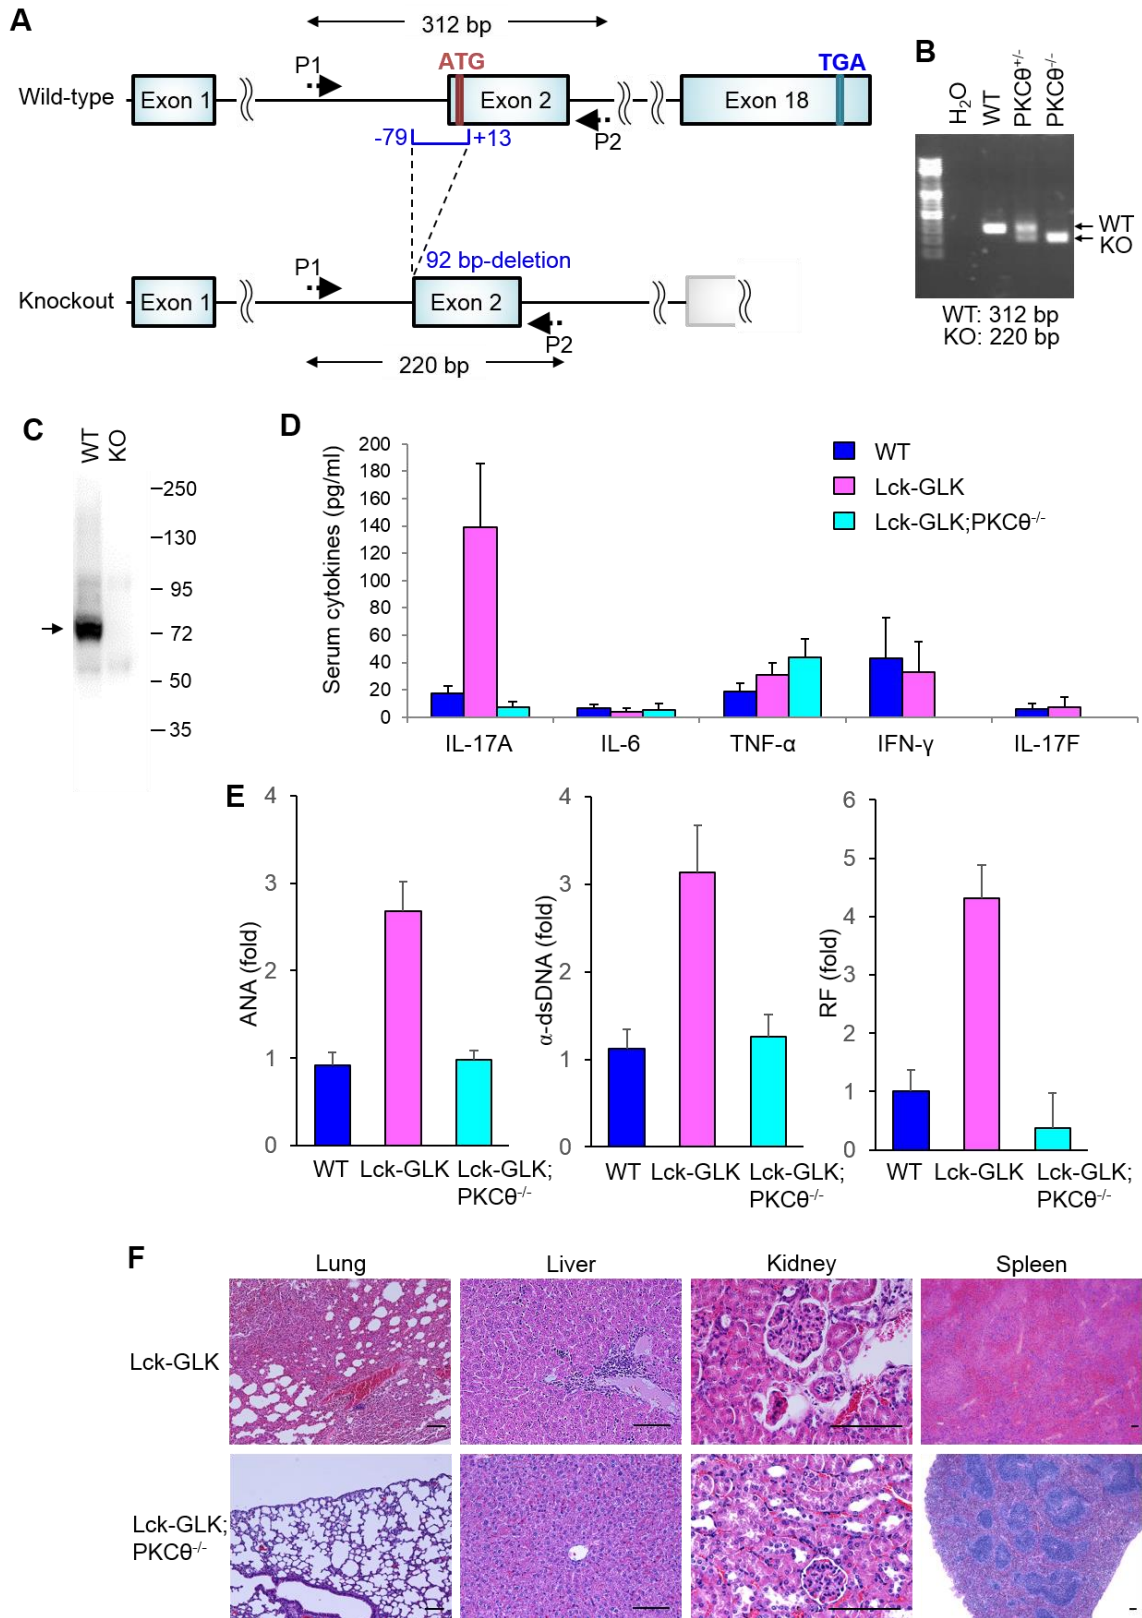 A
312 bp
P1
ATG
TGA
Wild-type
Exon 1
Exon 2
Exon 18
-79
+13
P2
92 bp-deletion
P1
Knockout
Exon 1
Exon 2
P2
220 bp
B
H₂O
WT
PKCθ⁺/⁻
PKCθ⁻/⁻
WT
KO
WT: 312 bp
KO: 220 bp
C
WT
KO
250
130
95
72
50
35
D
Serum cytokines (pg/ml)
200
180
160
140
120
100
80
60
40
20
0
WT
Lck-GLK
Lck-GLK;PKCθ⁻/⁻
IL-17A
IL-6
TNF-α
IFN-γ
IL-17F
E
ANA (fold)
4
3
2
1
0
WT
Lck-GLK
Lck-GLK;
PKCθ⁻/⁻
α-dsDNA (fold)
4
3
2
1
0
WT
Lck-GLK
Lck-GLK;
PKCθ⁻/⁻
RF (fold)
6
5
4
3
2
1
0
WT
Lck-GLK
Lck-GLK;
PKCθ⁻/⁻
F
Lung
Liver
Kidney
Spleen
Lck-GLK
Lck-GLK;
PKCθ⁻/⁻